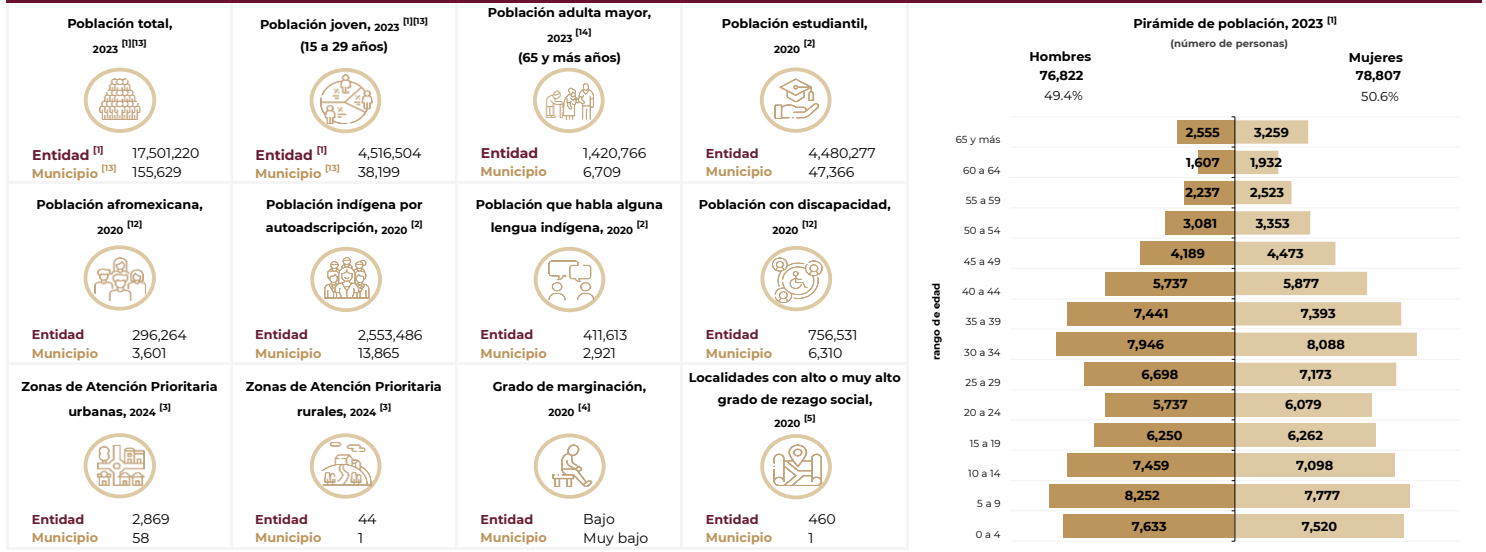 Población total,
2023 [1][13]
Entidad [1] 17,501,220
Municipio [13] 155,629
Población joven, 2023 [1][13]
(15 a 29 años)
Entidad [1] 4,516,504
Municipio [13] 38,199
Población adulta mayor,
2023 [14]
(65 y más años)
Entidad 1,420,766
Municipio 6,709
Población estudiantil,
2020 [2]
Entidad 4,480,277
Municipio 47,366
Población afromexicana,
2020 [12]
Entidad 296,264
Municipio 3,601
Población indígena por
autoadscripción, 2020 [2]
Entidad 2,553,486
Municipio 13,865
Población que habla alguna
lengua indígena, 2020 [2]
Entidad 411,613
Municipio 2,921
Población con discapacidad,
2020 [12]
Entidad 756,531
Municipio 6,310
Zonas de Atención Prioritaria
urbanas, 2024 [3]
Entidad 2,869
Municipio 58
Zonas de Atención Prioritaria
rurales, 2024 [3]
Entidad 44
Municipio 1
Grado de marginación,
2020 [4]
Entidad Bajo
Municipio Muy bajo
Localidades con alto o muy alto
grado de rezago social,
2020 [5]
Entidad 460
Municipio 1
Pirámide de población, 2023 [1]
(número de personas)
Hombres Mujeres
76,822 78,807
49.4% 50.6%
rango de edad
65 y más 2,555 3,259
60 a 64 1,607 1,932
55 a 59 2,237 2,523
50 a 54 3,081 3,353
45 a 49 4,189 4,473
40 a 44 5,737 5,877
35 a 39 7,441 7,393
30 a 34 7,946 8,088
25 a 29 6,698 7,173
20 a 24 5,737 6,079
15 a 19 6,250 6,262
10 a 14 7,459 7,098
5 a 9 8,252 7,777
0 a 4 7,633 7,520